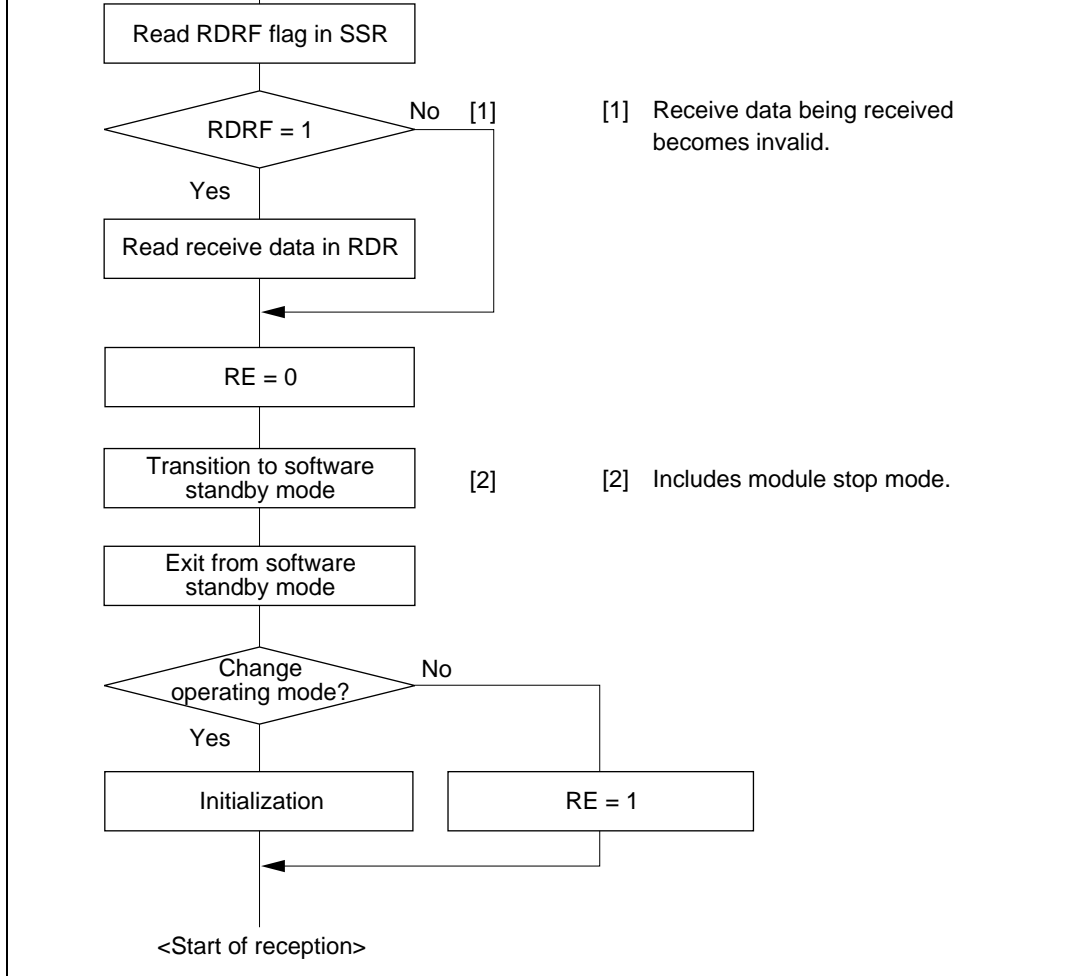 Read RDRF flag in SSR
RDRF = 1
No [1]
[1] Receive data being received
becomes invalid.
Yes
Read receive data in RDR
RE = 0
Transition to software
standby mode
[2]
[2] Includes module stop mode.
Exit from software
standby mode
Change
operating mode?
No
Yes
Initialization
RE = 1
<Start of reception>